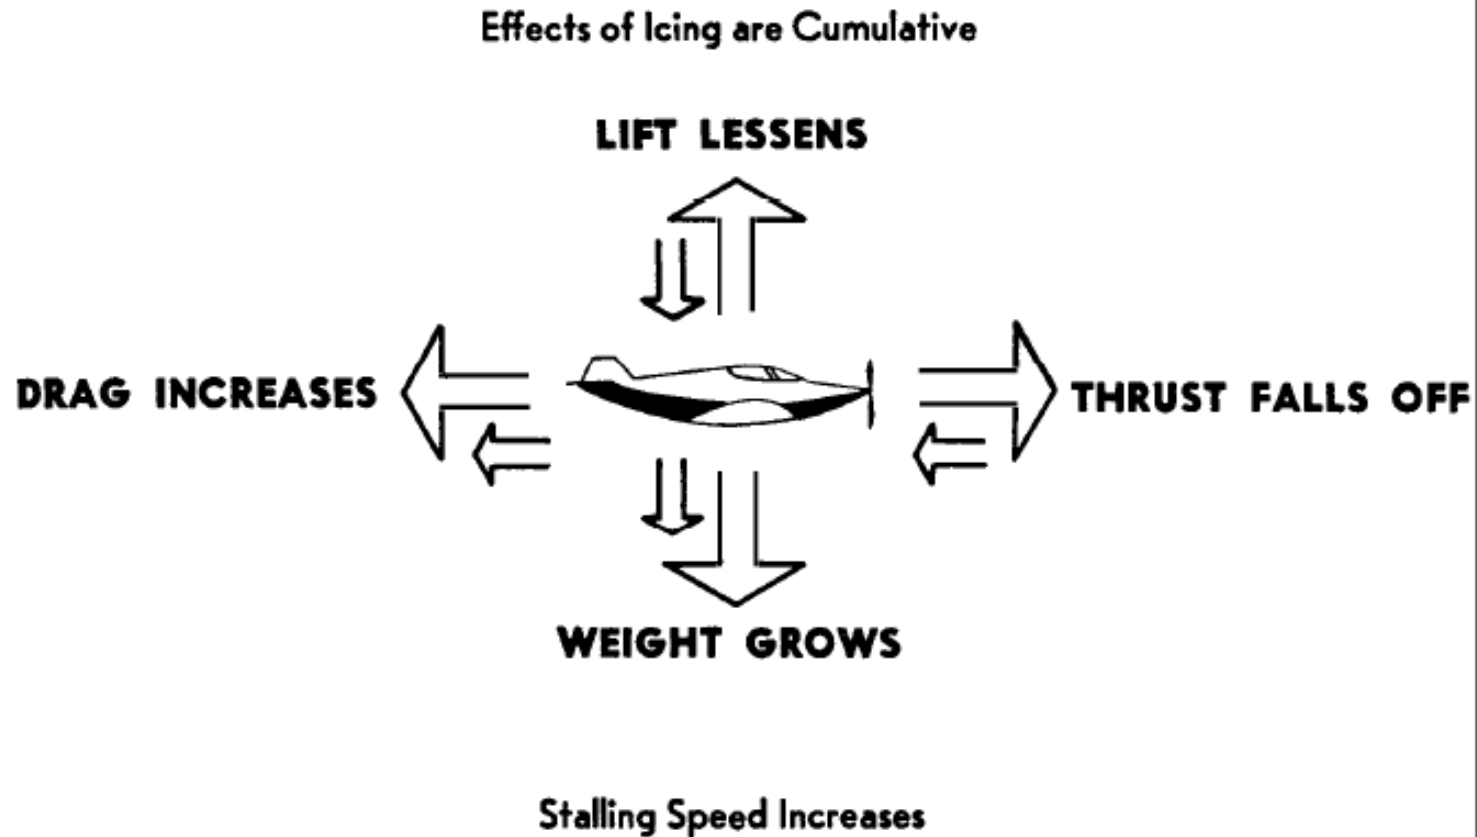 Effects of Icing are Cumulative
LIFT LESSENS
DRAG INCREASES
THRUST FALLS OFF
WEIGHT GROWS
Stalling Speed Increases